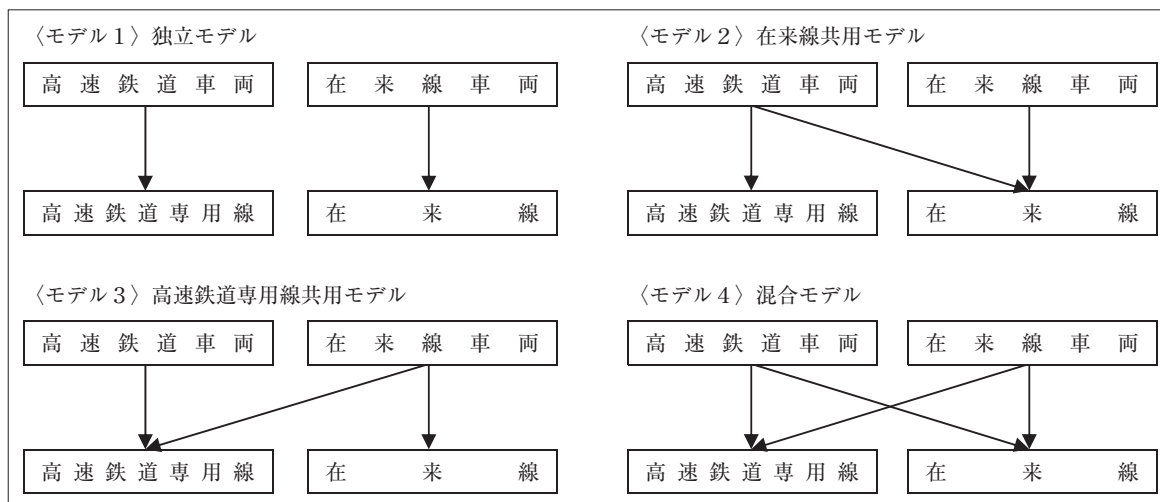 〈モデル1〉独立モデル
高速鉄道車両
在来線車両
高速鉄道専用線
在来線
〈モデル2〉在来線共用モデル
高速鉄道車両
在来線車両
高速鉄道専用線
在来線
〈モデル3〉高速鉄道専用線共用モデル
高速鉄道車両
在来線車両
高速鉄道専用線
在来線
〈モデル4〉混合モデル
高速鉄道車両
在来線車両
高速鉄道専用線
在来線